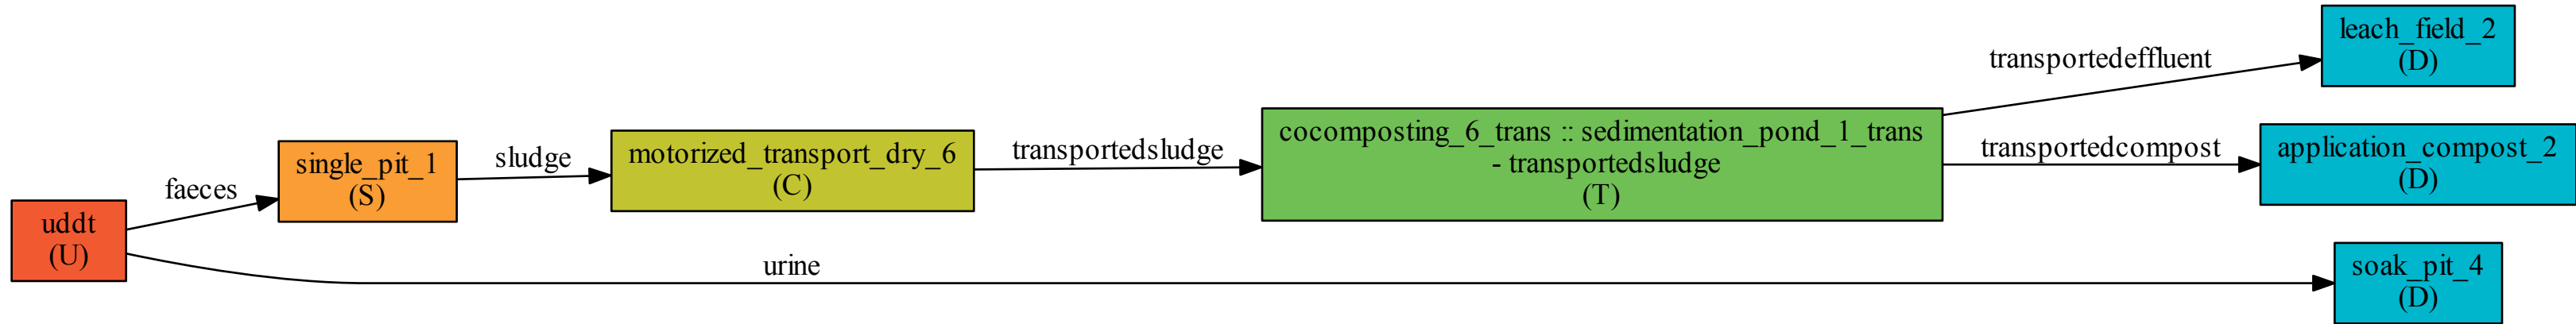 uddt
(U)
faeces
single_pit_1
(S)
sludge
motorized_transport_dry_6
(C)
transportedsludge
cocomposting_6_trans :: sedimentation_pond_1_trans
- transportedsludge
(T)
transportedeffluent
leach_field_2
(D)
transportedcompost
application_compost_2
(D)
urine
soak_pit_4
(D)